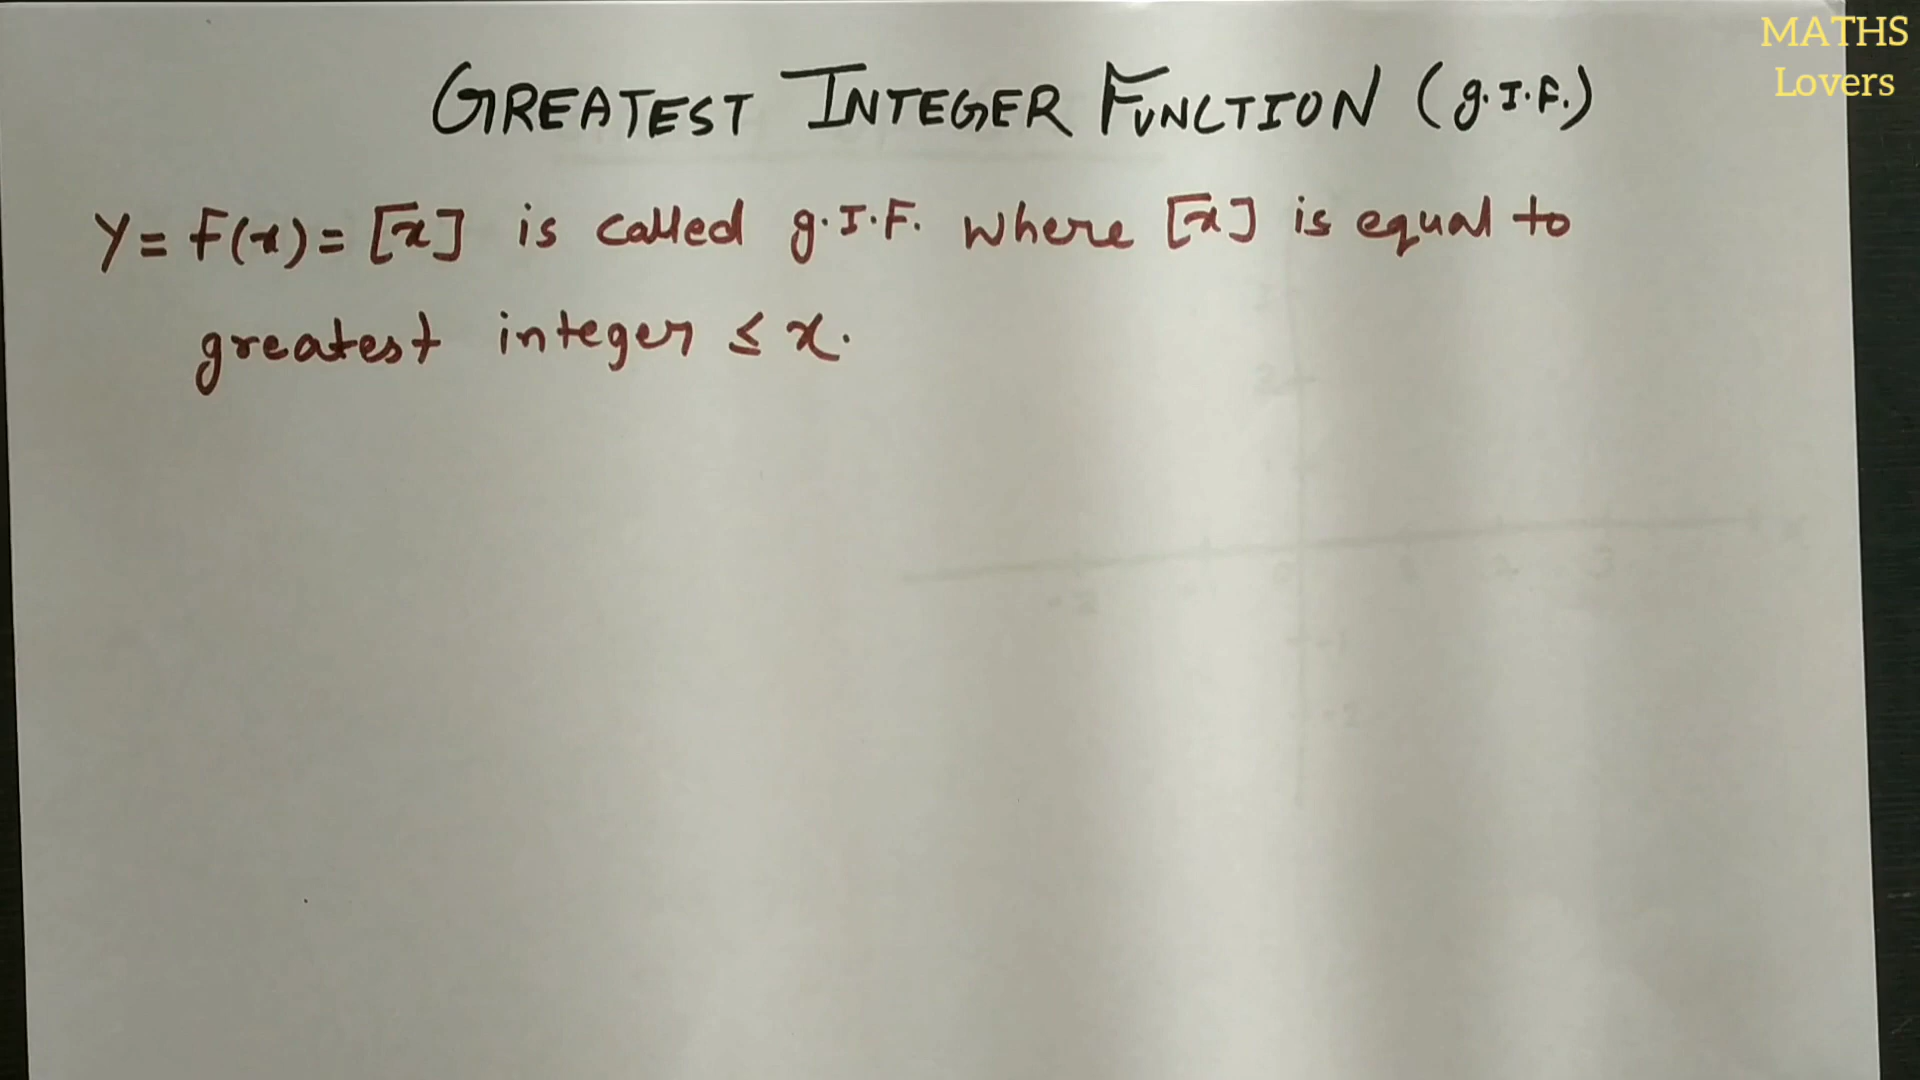 MATHS
Lovers
GREATEST INTEGER FUNCTION (g.I.F.)
Y = F(x) = [x] is called g.I.F. where [x] is equal to
greatest integer ≤ x.